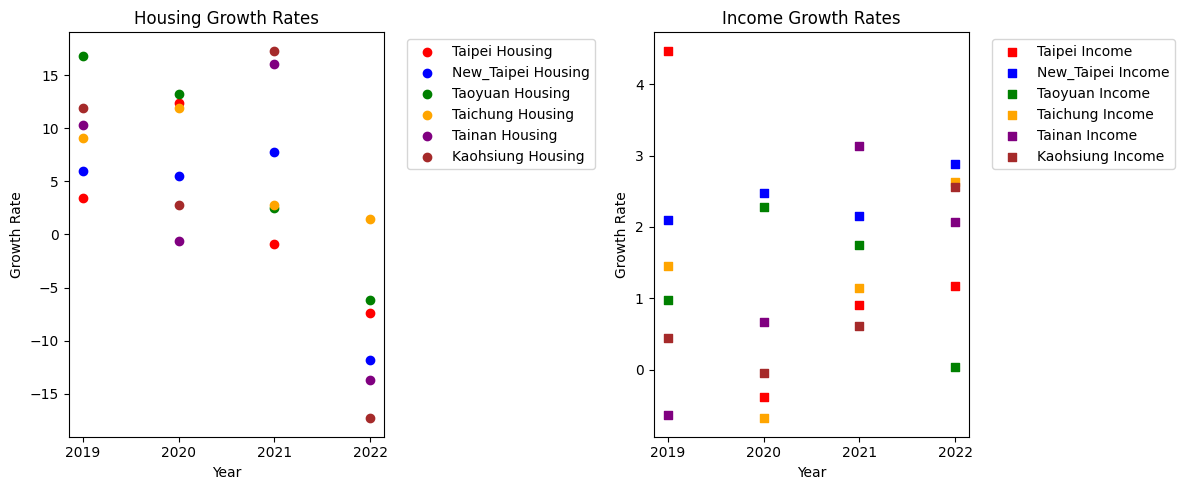 Housing Growth Rates
Growth Rate
15
10
5
0
−5
−10
−15
2019 2020 2021 2022
Year
Taipei Housing
New_Taipei Housing
Taoyuan Housing
Taichung Housing
Tainan Housing
Kaohsiung Housing
Income Growth Rates
Growth Rate
4
3
2
1
0
2019 2020 2021 2022
Year
Taipei Income
New_Taipei Income
Taoyuan Income
Taichung Income
Tainan Income
Kaohsiung Income